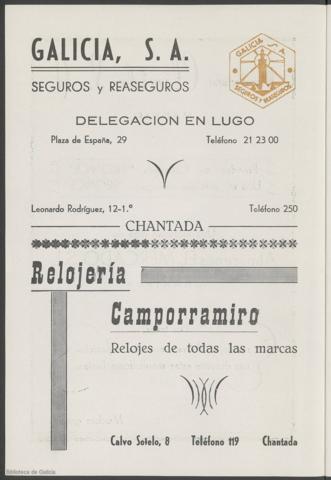 GALICIA, S. A.
SEGUROS y REASEGUROS
GALICIA S. A.
SEGUROS y REASEGUROS
DELEGACION EN LUGO
Plaza de España, 29 Teléfono 21 23 00
Leonardo Rodríguez, 12-1.º Teléfono 250
CHANTADA
Relojería
Camporramiro
Relojes de todas las marcas
Calvo Sotelo, 8 Teléfono 119 Chantada
Biblioteca de Galicia